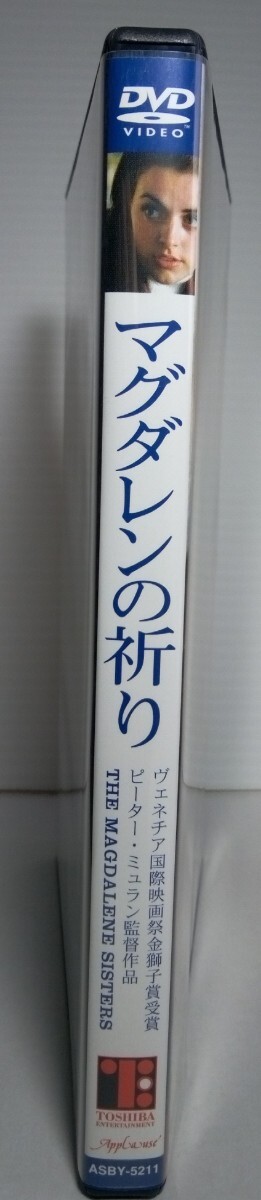 DVD
VIDEO™
マグダレンの祈り
ヴェネチア国際映画祭金獅子賞受賞
ピーター・ミュラン監督作品
THE MAGDALENE SISTERS
TOSHIBA
ENTERTAINMENT
Applause
ASBY-5211